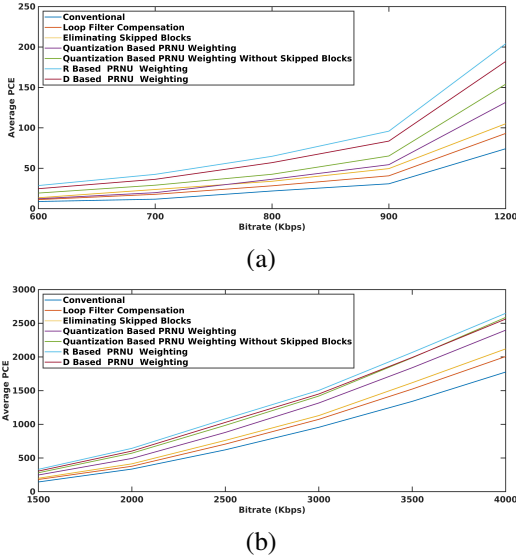 250
200
150
100
50
0
Average PCE
Conventional
Loop Filter Compensation
Eliminating Skipped Blocks
Quantization Based PRNU Weighting
Quantization Based PRNU Weighting Without Skipped Blocks
R Based PRNU Weighting
D Based PRNU Weighting
600 700 800 900 1200
Bitrate (Kbps)
(a)
3000
2500
2000
1500
1000
500
0
Average PCE
Conventional
Loop Filter Compensation
Eliminating Skipped Blocks
Quantization Based PRNU Weighting
Quantization Based PRNU Weighting Without Skipped Blocks
R Based PRNU Weighting
D Based PRNU Weighting
1500 2000 2500 3000 3500 4000
Bitrate (Kbps)
(b)